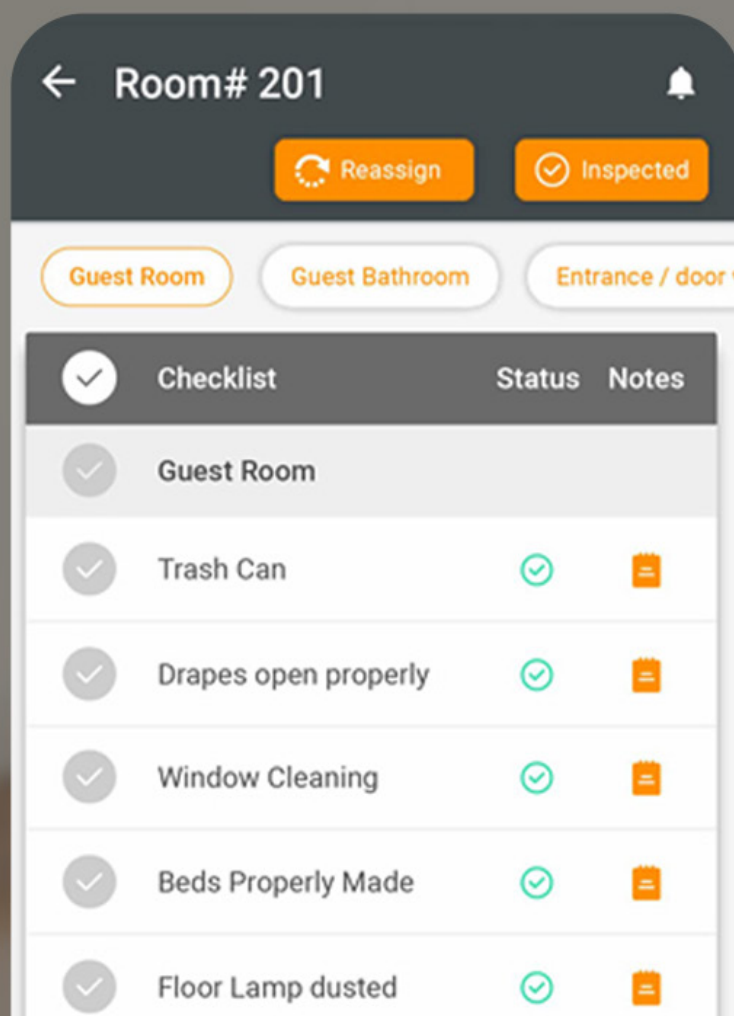 Room# 201
Reassign Inspected
Guest Room Guest Bathroom Entrance / door
Checklist Status Notes
Guest Room
Trash Can
Drapes open properly
Window Cleaning
Beds Properly Made
Floor Lamp dusted